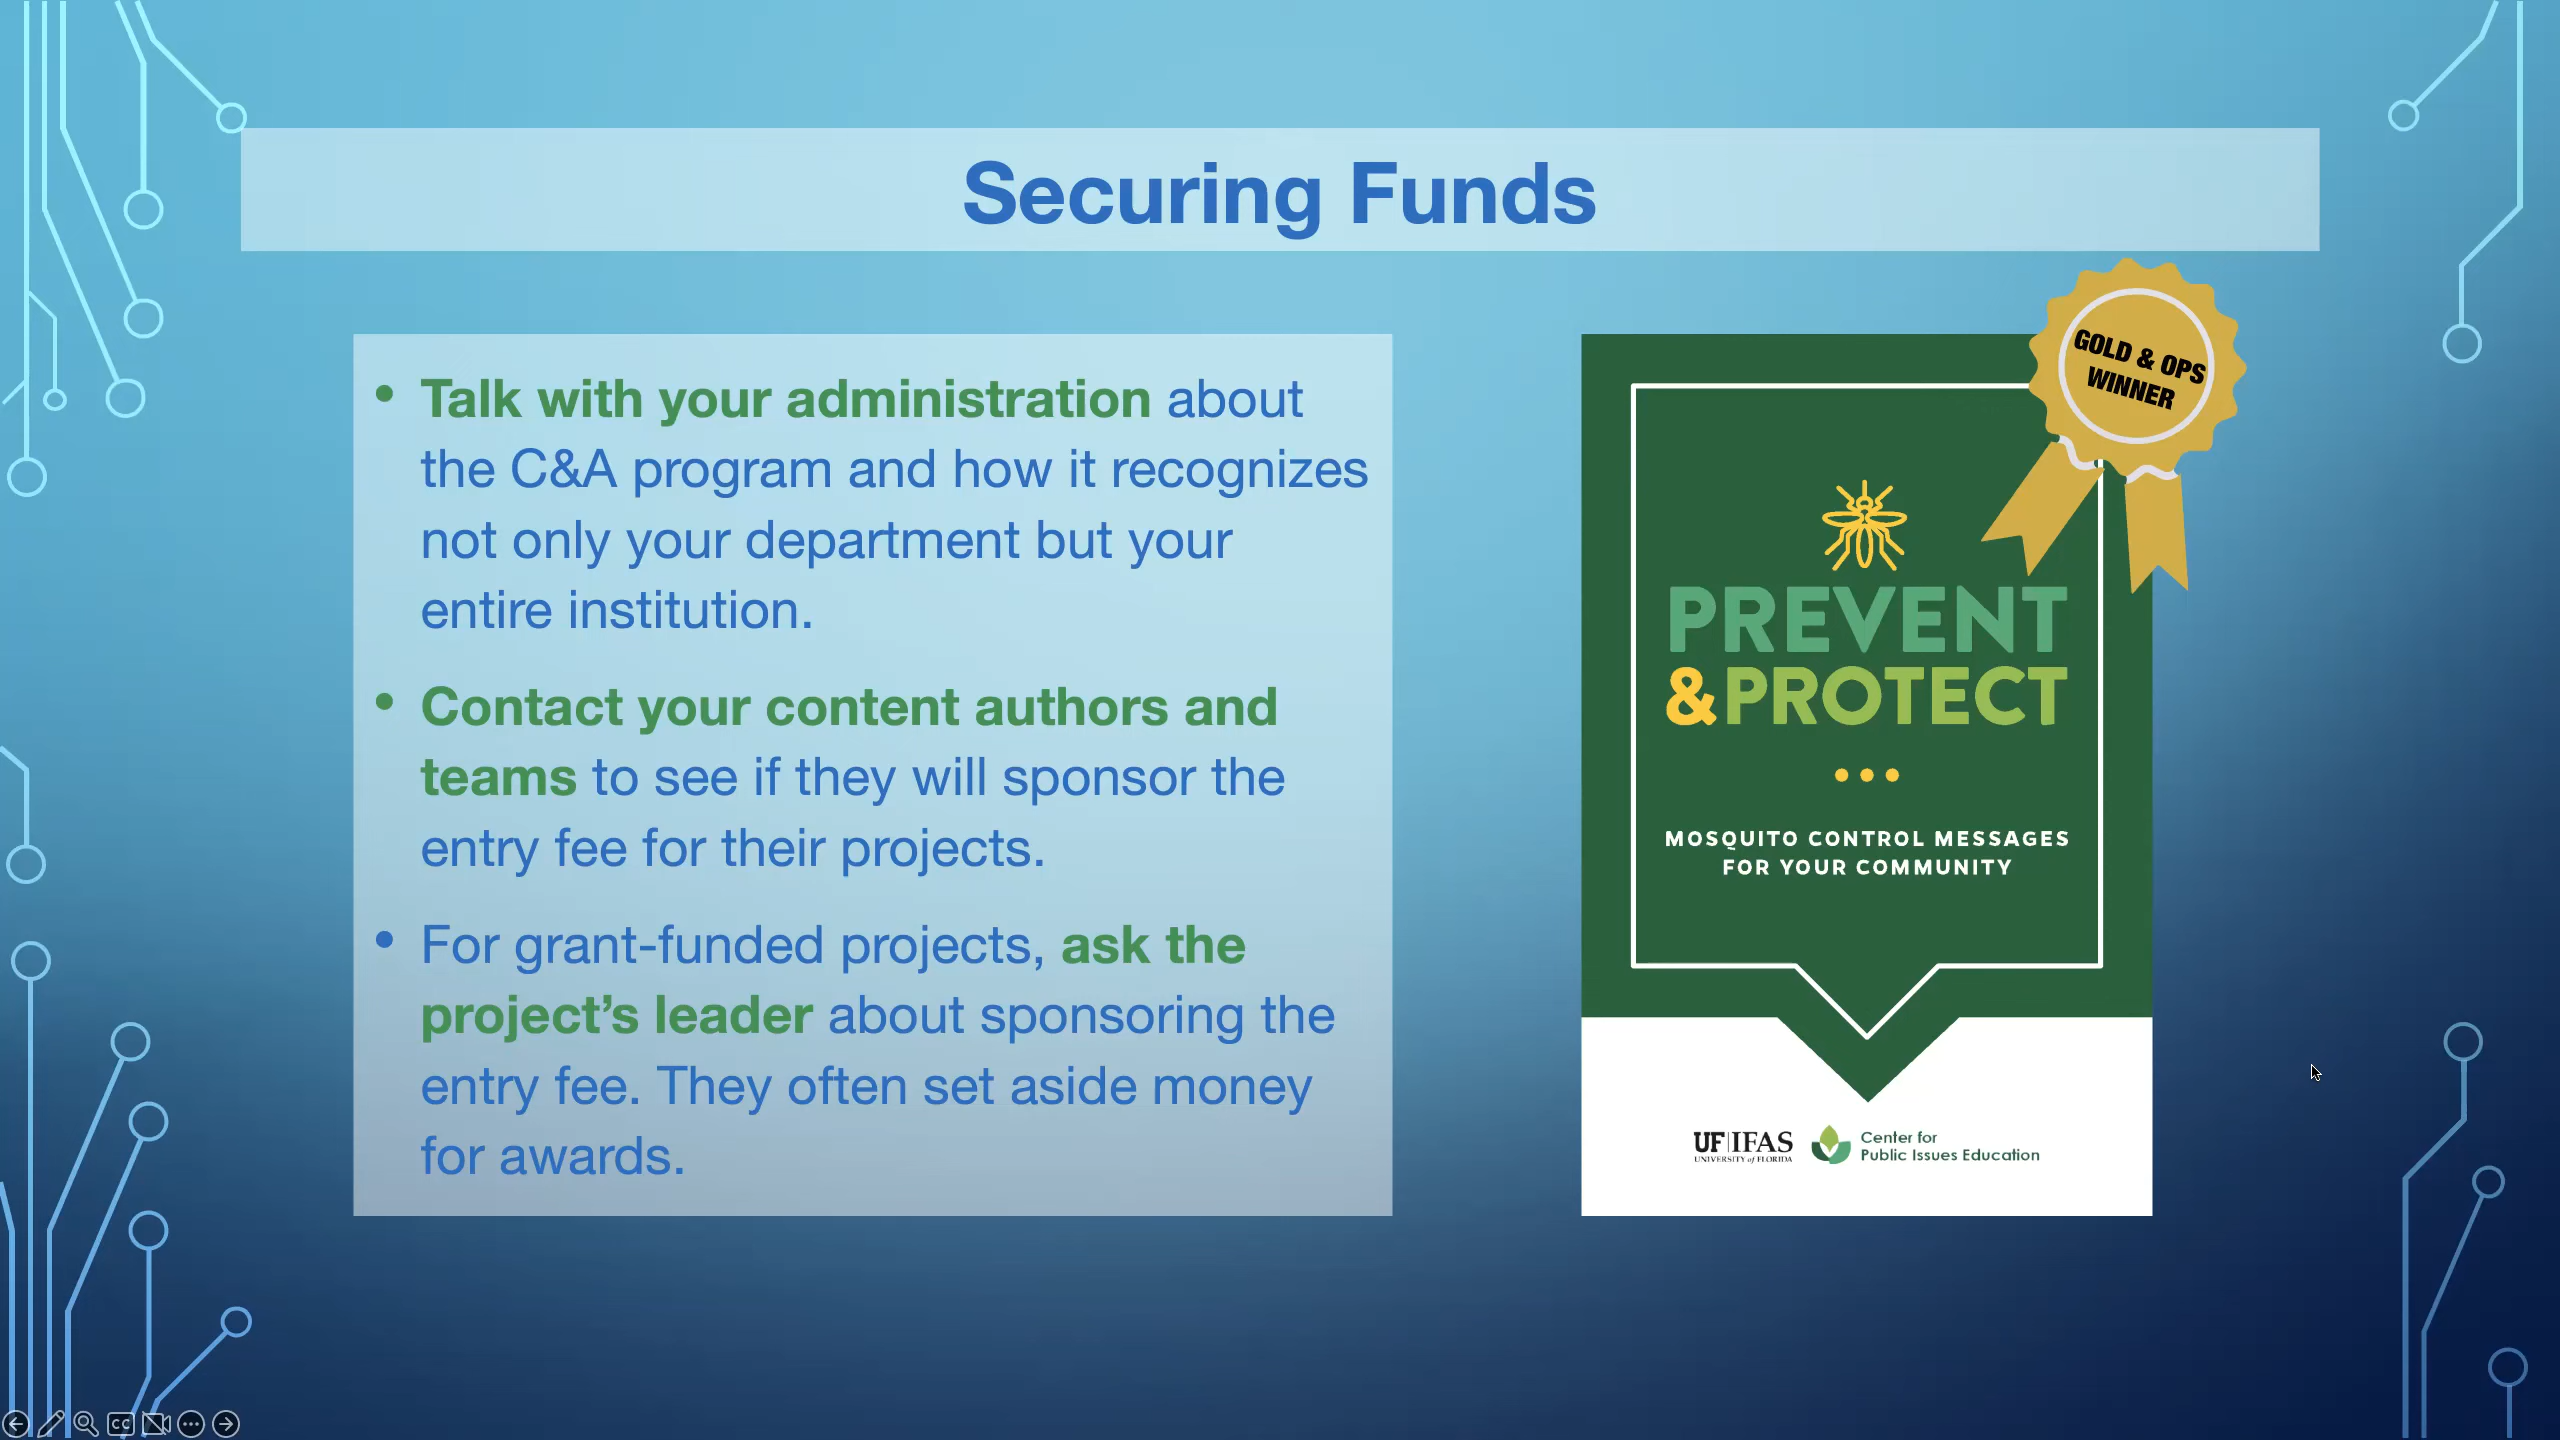 Securing Funds
• Talk with your administration about
the C&A program and how it recognizes
not only your department but your
entire institution.
• Contact your content authors and
teams to see if they will sponsor the
entry fee for their projects.
• For grant-funded projects, ask the
project’s leader about sponsoring the
entry fee. They often set aside money
for awards.
GOLD & OPS
WINNER
PREVENT
&PROTECT
MOSQUITO CONTROL MESSAGES
FOR YOUR COMMUNITY
UF|IFAS
UNIVERSITY of FLORIDA
Center for
Public Issues Education
CC